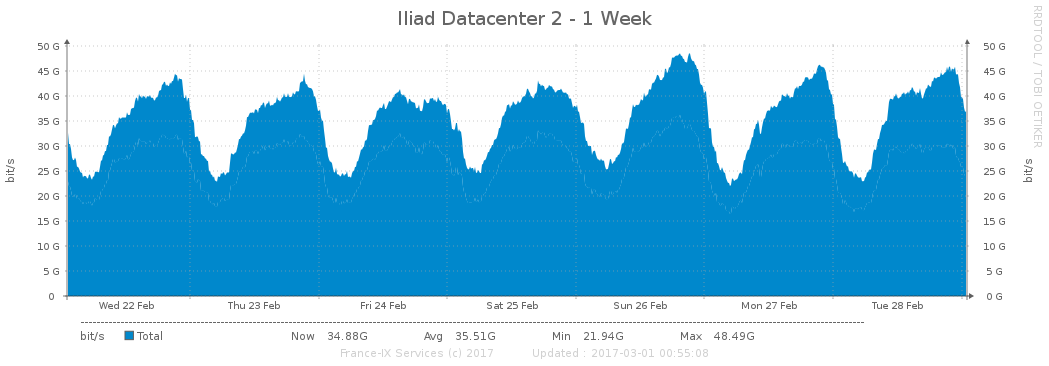 Iliad Datacenter 2 - 1 Week
RRDTOOL / TOBI OETIKER
bit/s
50 G 50 G
45 G 45 G
40 G 40 G
35 G 35 G
30 G 30 G
25 G 25 G
20 G 20 G
15 G 15 G
10 G 10 G
5 G 5 G
0 0 G
bit/s
Wed 22 Feb Thu 23 Feb Fri 24 Feb Sat 25 Feb Sun 26 Feb Mon 27 Feb Tue 28 Feb
bit/s Total Now 34.88G Avg 35.51G Min 21.94G Max 48.49G
France-IX Services (c) 2017 Updated : 2017-03-01 00:55:08